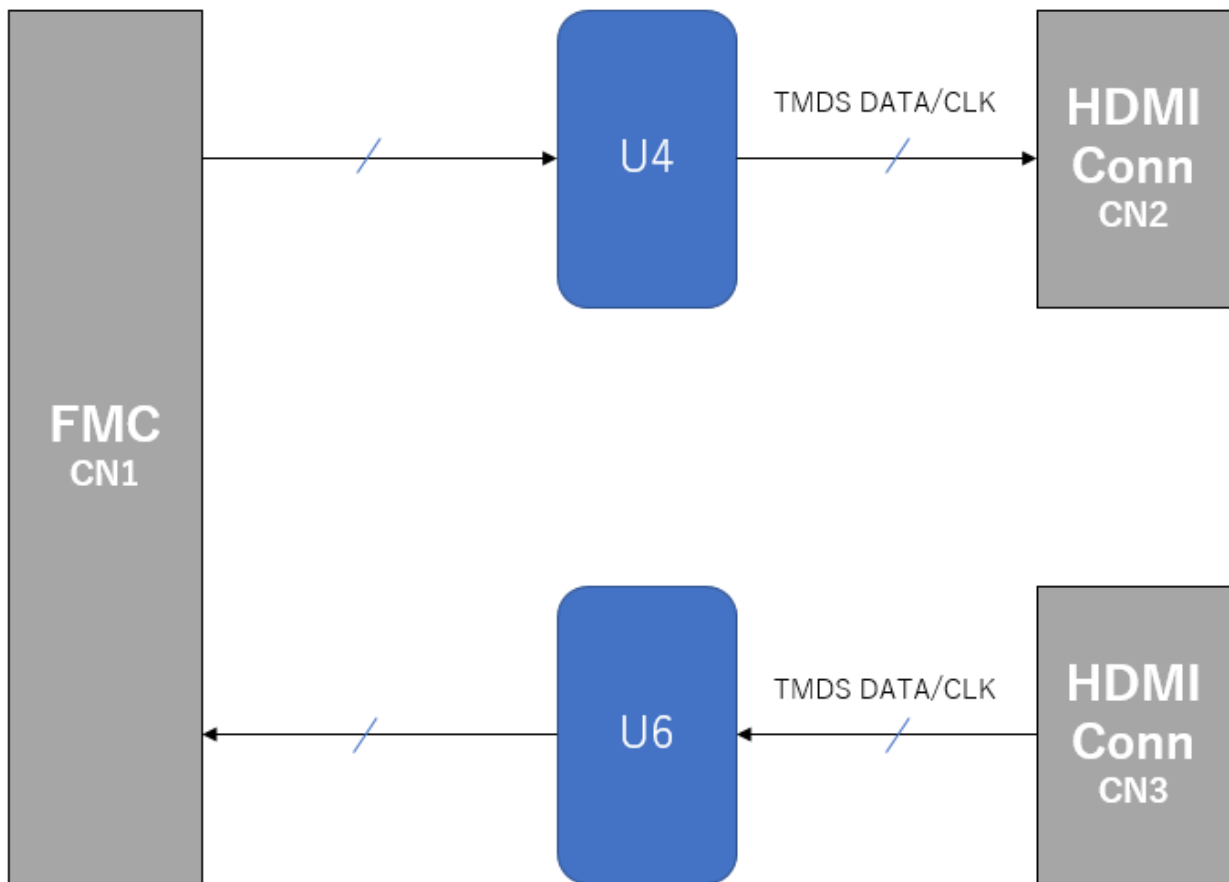 FMC
CN1
U4
TMDS DATA/CLK
HDMI
Conn
CN2
U6
TMDS DATA/CLK
HDMI
Conn
CN3